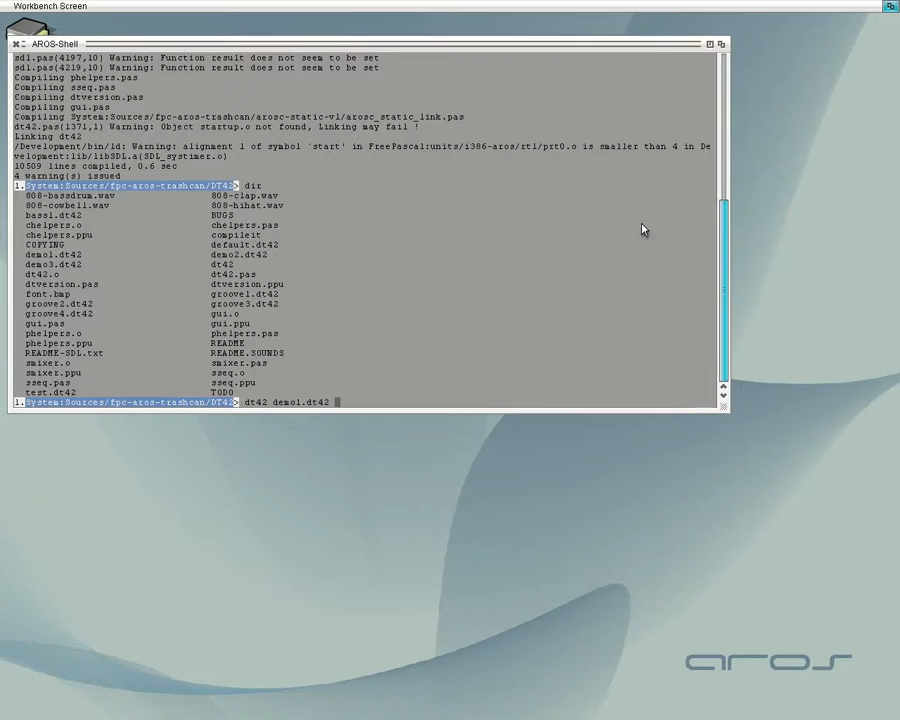 Workbench Screen
AROS-Shell
sdl.pas(4197,10) Warning: Function result does not seem to be set
sdl.pas(4219,10) Warning: Function result does not seem to be set
Compiling phelpers.pas
Compiling sseq.pas
Compiling dtversion.pas
Compiling gui.pas
Compiling System:Sources/fpc-aros-trashcan/arosc-static-v1/arosc_static_link.pas
dt42.pas(1371,1) Warning: Object startup.o not found, Linking may fail !
Linking dt42
/Development/bin/ld: Warning: alignment 1 of symbol `start' in FreePascal:units/i386-aros/rtl/prt0.o is smaller than 4 in De
velopment:lib/libSDL.a(SDL_systimer.o)
10509 lines compiled, 0.6 sec
4 warning(s) issued
1.System:Sources/fpc-aros-trashcan/DT42> dir
808-bassdrum.wav 808-clap.wav
808-cowbell.wav 808-hihat.wav
bass1.dt42 BUGS
chelpers.o chelpers.pas
chelpers.ppu compileit
COPYING default.dt42
demo1.dt42 demo2.dt42
demo3.dt42 dt42
dt42.o dt42.pas
dtversion.pas dtversion.ppu
font.bmp groove1.dt42
groove2.dt42 groove3.dt42
groove4.dt42 gui.o
gui.pas gui.ppu
phelpers.o phelpers.pas
phelpers.ppu README
README-SDL.txt README.SOUNDS
smixer.o smixer.pas
smixer.ppu sseq.o
sseq.pas sseq.ppu
test.dt42 TODO
1.System:Sources/fpc-aros-trashcan/DT42> dt42 demo1.dt42
aros